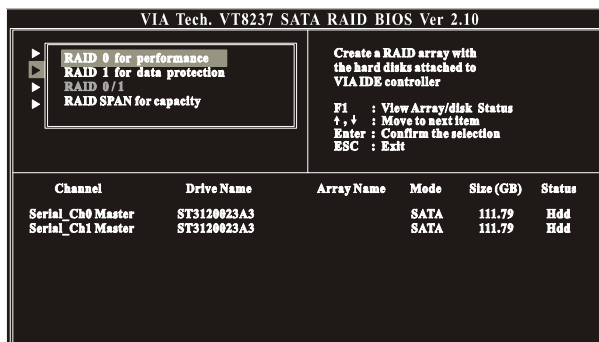 VIA Tech. VT8237 SATA RAID BIOS Ver 2.10
RAID 0 for performance
RAID 1 for data protection
RAID 0/1
RAID SPAN for capacity
Create a RAID array with
the hard disks attached to
VIA IDE controller
F1 : View Array/disk Status
↑,↓ : Move to next item
Enter : Confirm the selection
ESC : Exit
Channel Drive Name Array Name Mode Size (GB) Status
Serial_Ch0 Master ST3120023A3 SATA 111.79 Hdd
Serial_Ch1 Master ST3120023A3 SATA 111.79 Hdd